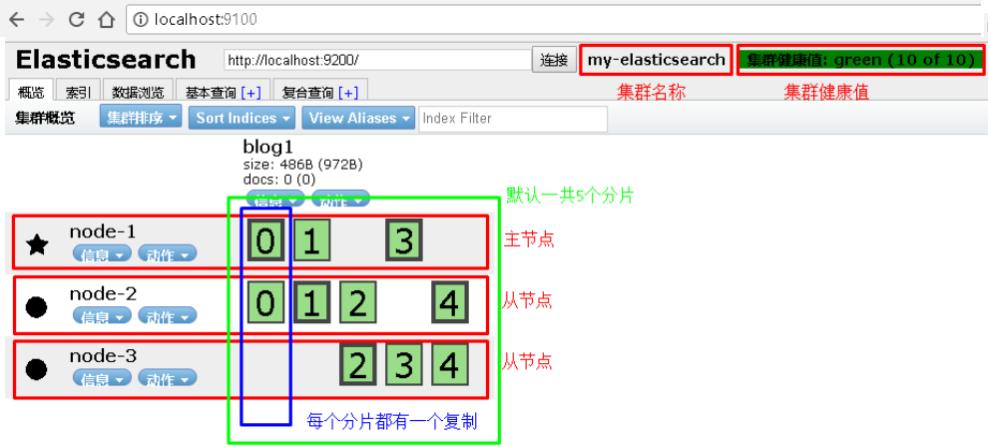 localhost:9100
Elasticsearch http://localhost:9200/ 连接 my-elasticsearch 集群健康值: green (10 of 10)
概览 索引 数据浏览 基本查询 [+] 复合查询 [+] 集群名称 集群健康值
集群概览 集群排序 Sort Indices View Aliases Index Filter
blog1
size: 486B (972B)
docs: 0 (0)
信息 动作 默认一共5个分片
node-1 0 1 3 主节点
信息 动作
node-2 0 1 2 4 从节点
信息 动作
node-3 2 3 4 从节点
信息 动作
每个分片都有一个复制